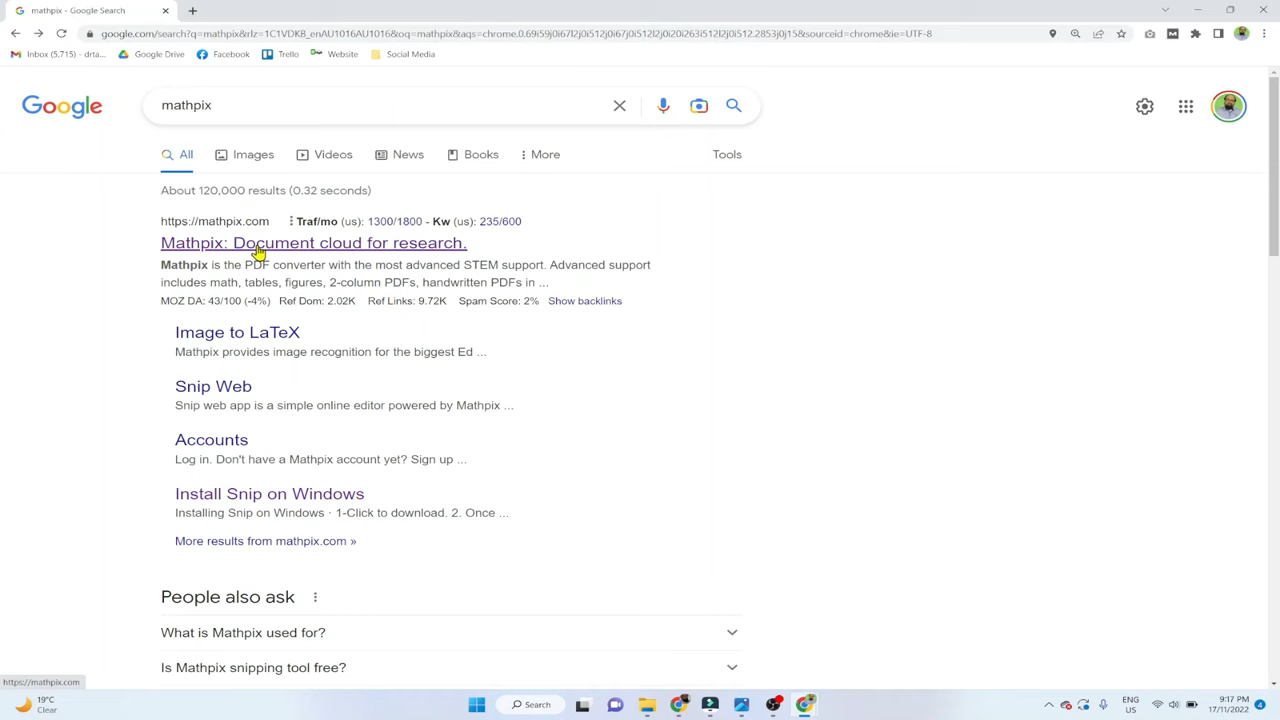 mathpix - Google Search
google.com/search?q=mathpix&rlz=1C1VDKB_enAU1016AU1016&oq=mathpix&aqs=chrome.0.69i59j0i67l2j0i512j0i67j0i512l2j0i20i263i512l2j0i512.2853j0j15&sourceid=chrome&ie=UTF-8
Inbox (5,715) - drta... Google Drive Facebook Trello Website Social Media
Google mathpix
All Images Videos News Books More Tools
About 120,000 results (0.32 seconds)
https://mathpix.com Traf/mo (us): 1300/1800 - Kw (us): 235/600
Mathpix: Document cloud for research.
Mathpix is the PDF converter with the most advanced STEM support. Advanced support
includes math, tables, figures, 2-column PDFs, handwritten PDFs in ...
MOZ DA: 43/100 (-4%) Ref Dom: 2.02K Ref Links: 9.72K Spam Score: 2% Show backlinks
Image to LaTeX
Mathpix provides image recognition for the biggest Ed ...
Snip Web
Snip web app is a simple online editor powered by Mathpix ...
Accounts
Log in. Don't have a Mathpix account yet? Sign up ...
Install Snip on Windows
Installing Snip on Windows · 1-Click to download. 2. Once ...
More results from mathpix.com »
People also ask
What is Mathpix used for?
Is Mathpix snipping tool free?
https://mathpix.com
19°C
Clear
Search
ENG
US
9:17 PM
17/11/2022
4